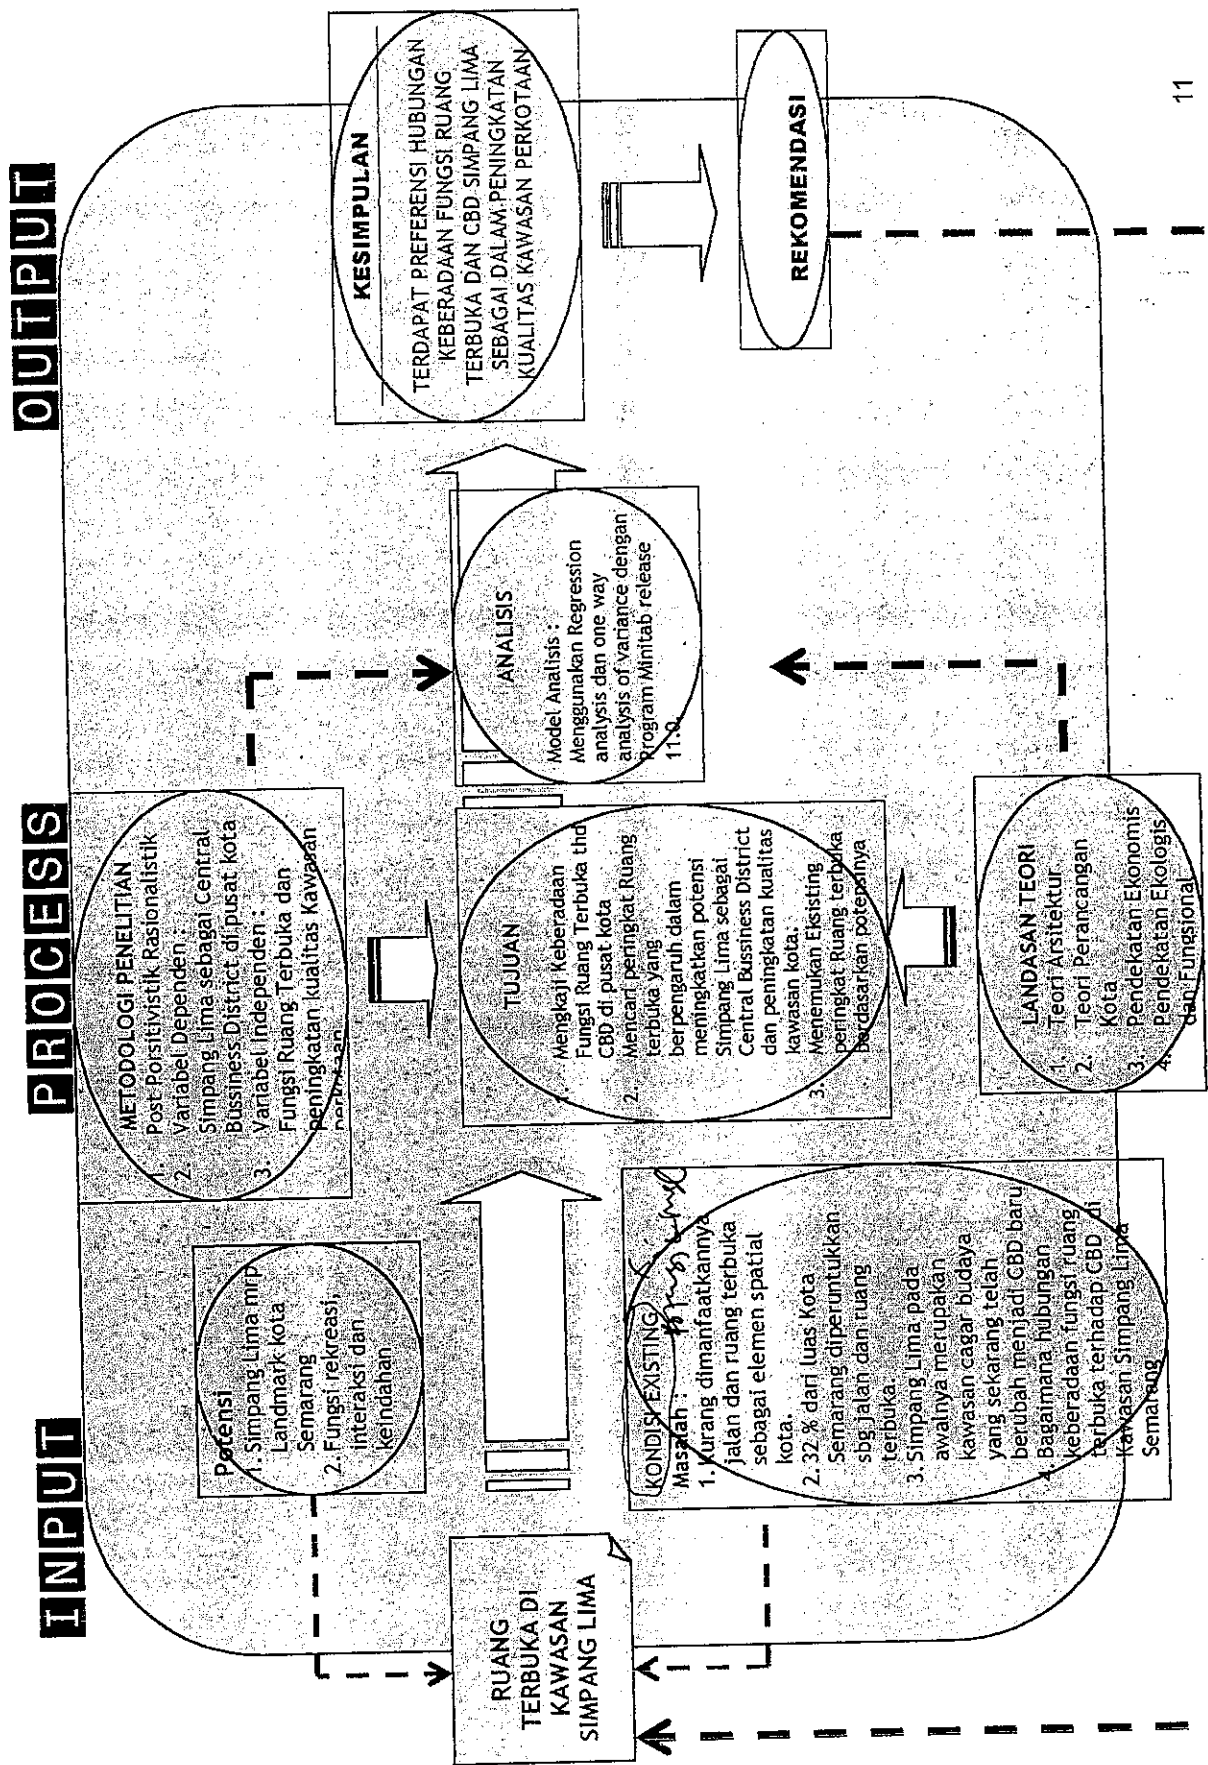 INPUT
PROCESS
OUTPUT
RUANG
TERBUKA DI
KAWASAN
SIMPANG LIMA
Potensi
1. Simpang Lima mrp
Landmark kota
Semarang
2. Fungsi rekreasi,
interaksi dan
keindahan
KONDISI EXISTING
Masalah :
1. Kurang dimanfaatkannya
jalan dan ruang terbuka
sebagai elemen spatial
kota.
2. 32 % dari luas Kota
Semarang diperuntukkan
sbg jalan dan ruang
terbuka.
3. Simpang Lima pada
awalnya merupakan
kawasan cagar budaya
yang sekarang telah
berubah menjadi CBD baru
4. Bagaimana hubungan
keberadaan fungsi ruang
terbuka terhadap CBD di
Kawasan Simpang Lima
Semarang
METODOLOGI PENELITIAN
1. Post Porsitivistik Rasionalistik
2. Variabel Dependen :
Simpang Lima sebagai Central
Bussiness District di pusat kota
3. Variabel Independen :
Fungsi Ruang Terbuka dan
peningkatan kualitas Kawasan
perkotaan
TUJUAN
1. Mengkaji Keberadaan
Fungsi Ruang Terbuka thd
CBD di pusat kota
2. Mencari peringkat Ruang
terbuka yang
berpengaruh dalam
meningkatkan potensi
Simpang Lima sebagai
Central Bussiness District
dan peningkatan kualitas
kawasan kota.
3. Menemukan Eksisting
peringkat Ruang terbuka
berdasarkan potensinya
LANDASAN TEORI
1. Teori Arsitektur
2. Teori Perancangan
Kota
3. Pendekatan Ekonomis
4. Pendekatan Ekologis
dan Fungsional
ANALISIS
Model Analisis :
Menggunakan Regression
analysis dan one way
analysis of variance dengan
Program Minitab release
11.0.
KESIMPULAN
TERDAPAT PREFERENSI HUBUNGAN
KEBERADAAN FUNGSI RUANG
TERBUKA DAN CBD SIMPANG LIMA
SEBAGAI DALAM PENINGKATAN
KUALITAS KAWASAN PERKOTAAN
REKOMENDASI
11